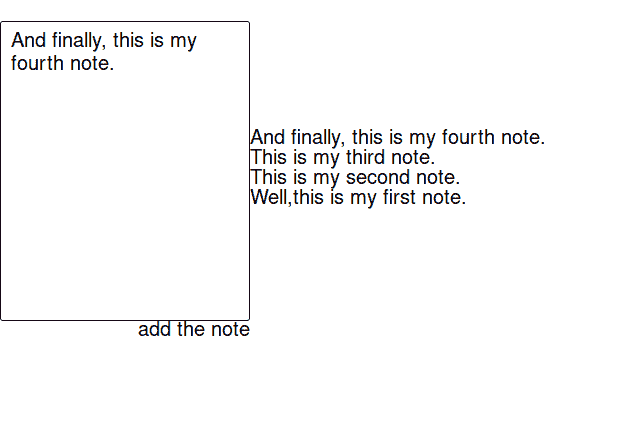 And finally, this is my
fourth note.
And finally, this is my fourth note.
This is my third note.
This is my second note.
Well,this is my first note.
add the note